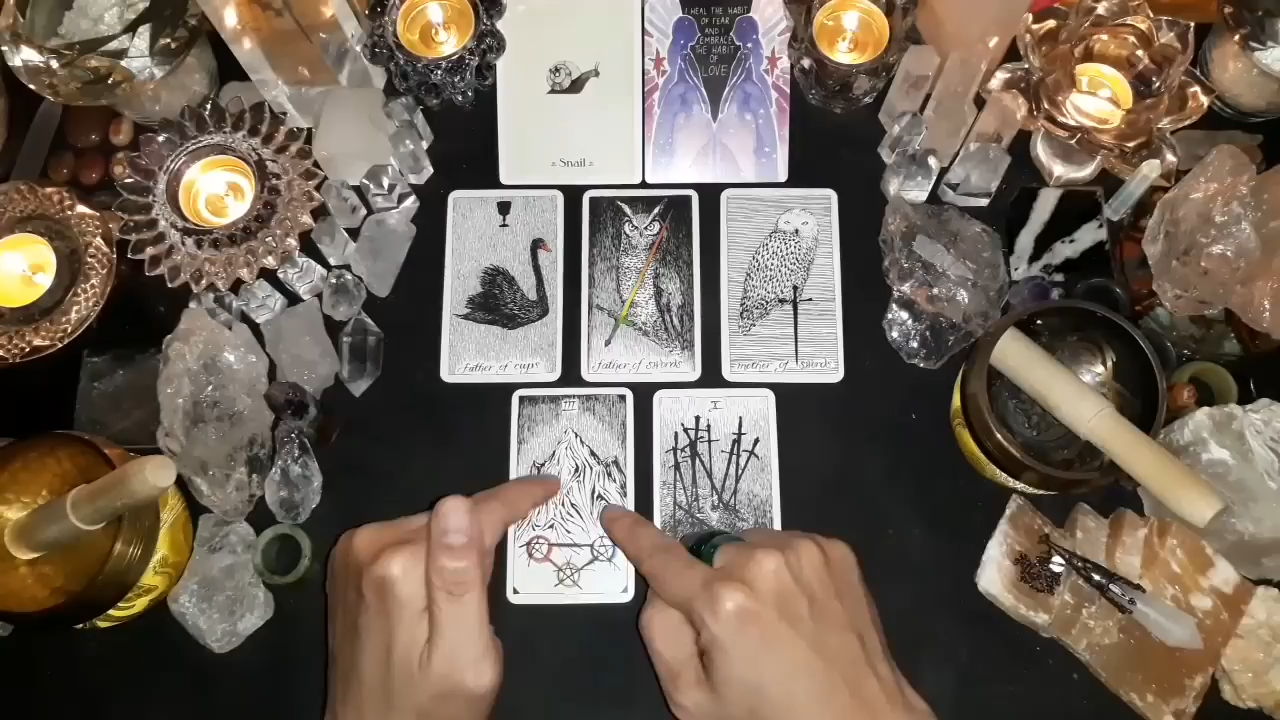 I HEAL THE HABIT
OF FEAR
AND I
EMBRACE
THE HABIT
OF
LOVE
Snail
father of cups
father of swords
mother of swords
III
X